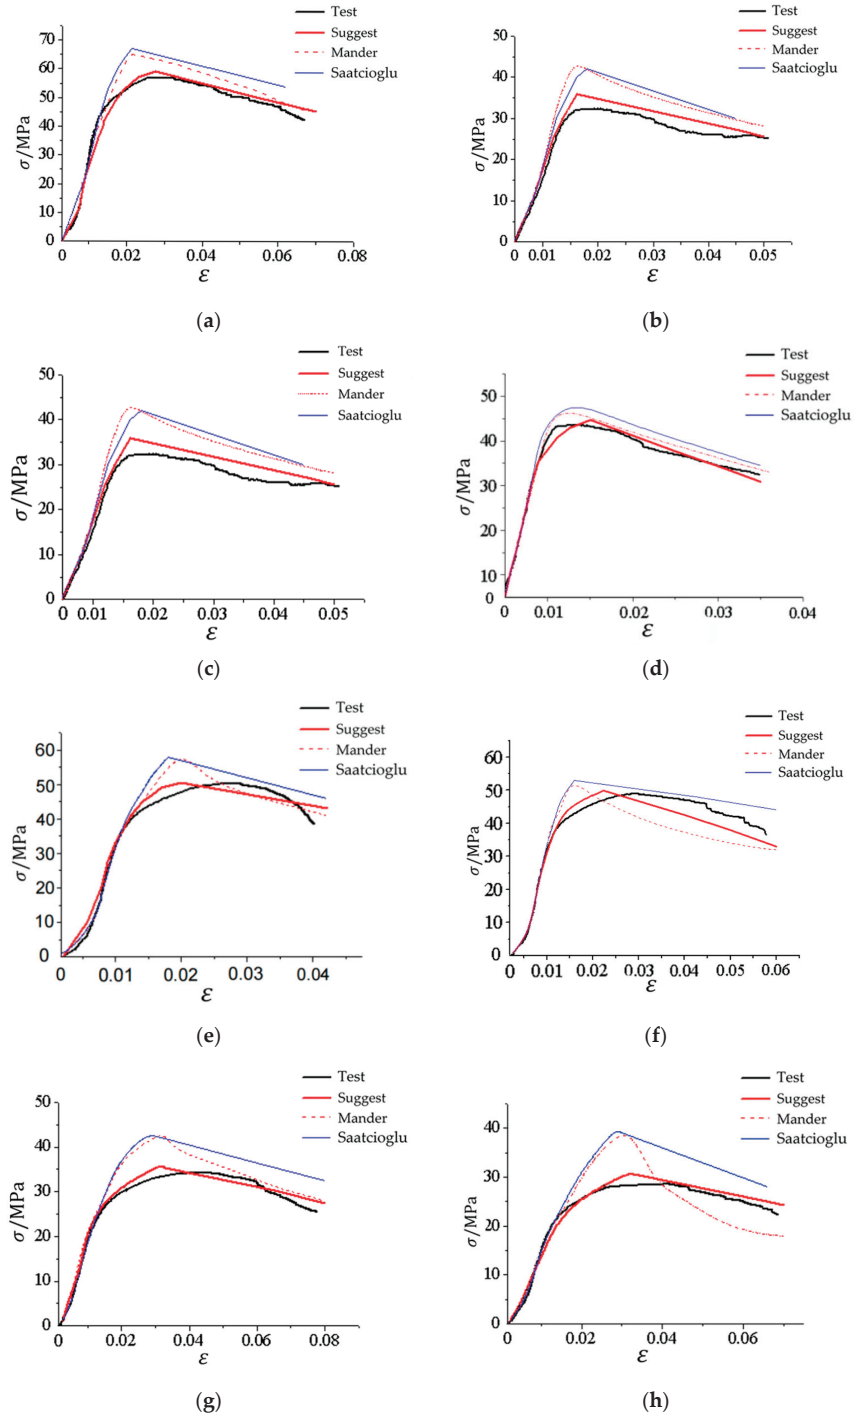 Test
Suggest
Mander
Saatcioglu
σ/MPa
70
60
50
40
30
20
10
0
0 0.02 0.04 0.06 0.08
ε
(a)
Test
Suggest
Mander
Saatcioglu
σ/MPa
50
40
30
20
10
0
0 0.01 0.02 0.03 0.04 0.05
ε
(b)
Test
Suggest
Mander
Saatcioglu
σ/MPa
50
40
30
20
10
0
0 0.01 0.02 0.03 0.04 0.05
ε
(c)
Test
Suggest
Mander
Saatcioglu
σ/MPa
50
40
30
20
10
0
0 0.01 0.02 0.03 0.04
ε
(d)
Test
Suggest
Mander
Saatcioglu
σ/MPa
60
50
40
30
20
10
0
0 0.01 0.02 0.03 0.04
ε
(e)
Test
Suggest
Mander
Saatcioglu
σ/MPa
60
50
40
30
20
10
0
0 0.01 0.02 0.03 0.04 0.05 0.06
ε
(f)
Test
Suggest
Mander
Saatcioglu
σ/MPa
50
40
30
20
10
0
0 0.02 0.04 0.06 0.08
ε
(g)
Test
Suggest
Mander
Saatcioglu
σ/MPa
40
30
20
10
0
0 0.02 0.04 0.06
ε
(h)